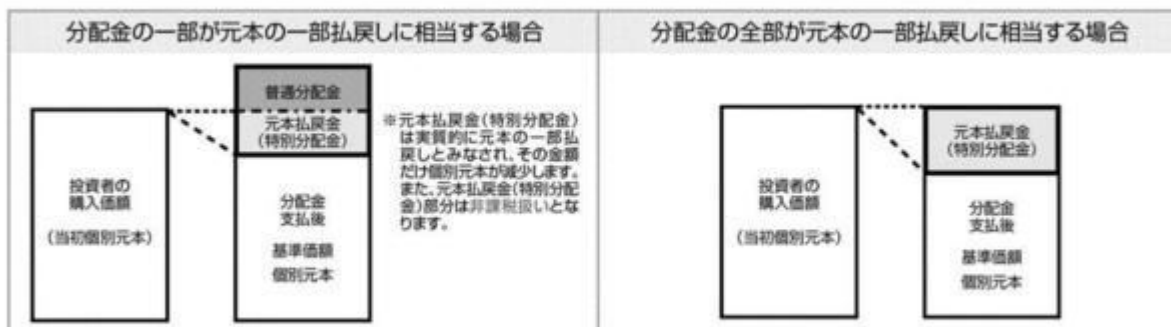 分配金の一部が元本の一部払戻しに相当する場合
普通分配金
元本払戻金
(特別分配金)
投資者の
購入価額
(当初個別元本)
分配金
支払後
基準価額
個別元本
※元本払戻金(特別分配金)
は実質的に元本の一部払
戻しとみなされ、その金額
だけ個別元本が減少します。
また、元本払戻金(特別分配
金)部分は非課税扱いとな
ります。
分配金の全部が元本の一部払戻しに相当する場合
元本払戻金
(特別分配金)
投資者の
購入価額
(当初個別元本)
分配金
支払後
基準価額
個別元本